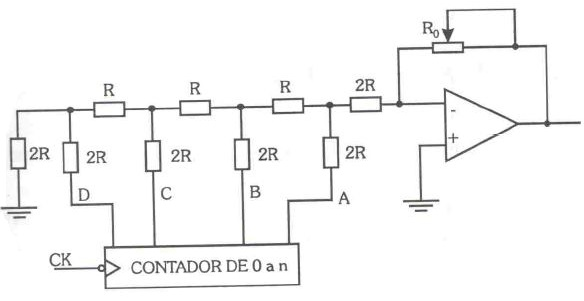 R₀
R R R 2R
-
+
2R 2R 2R 2R 2R
D C B A
CK CONTADOR DE 0 a n